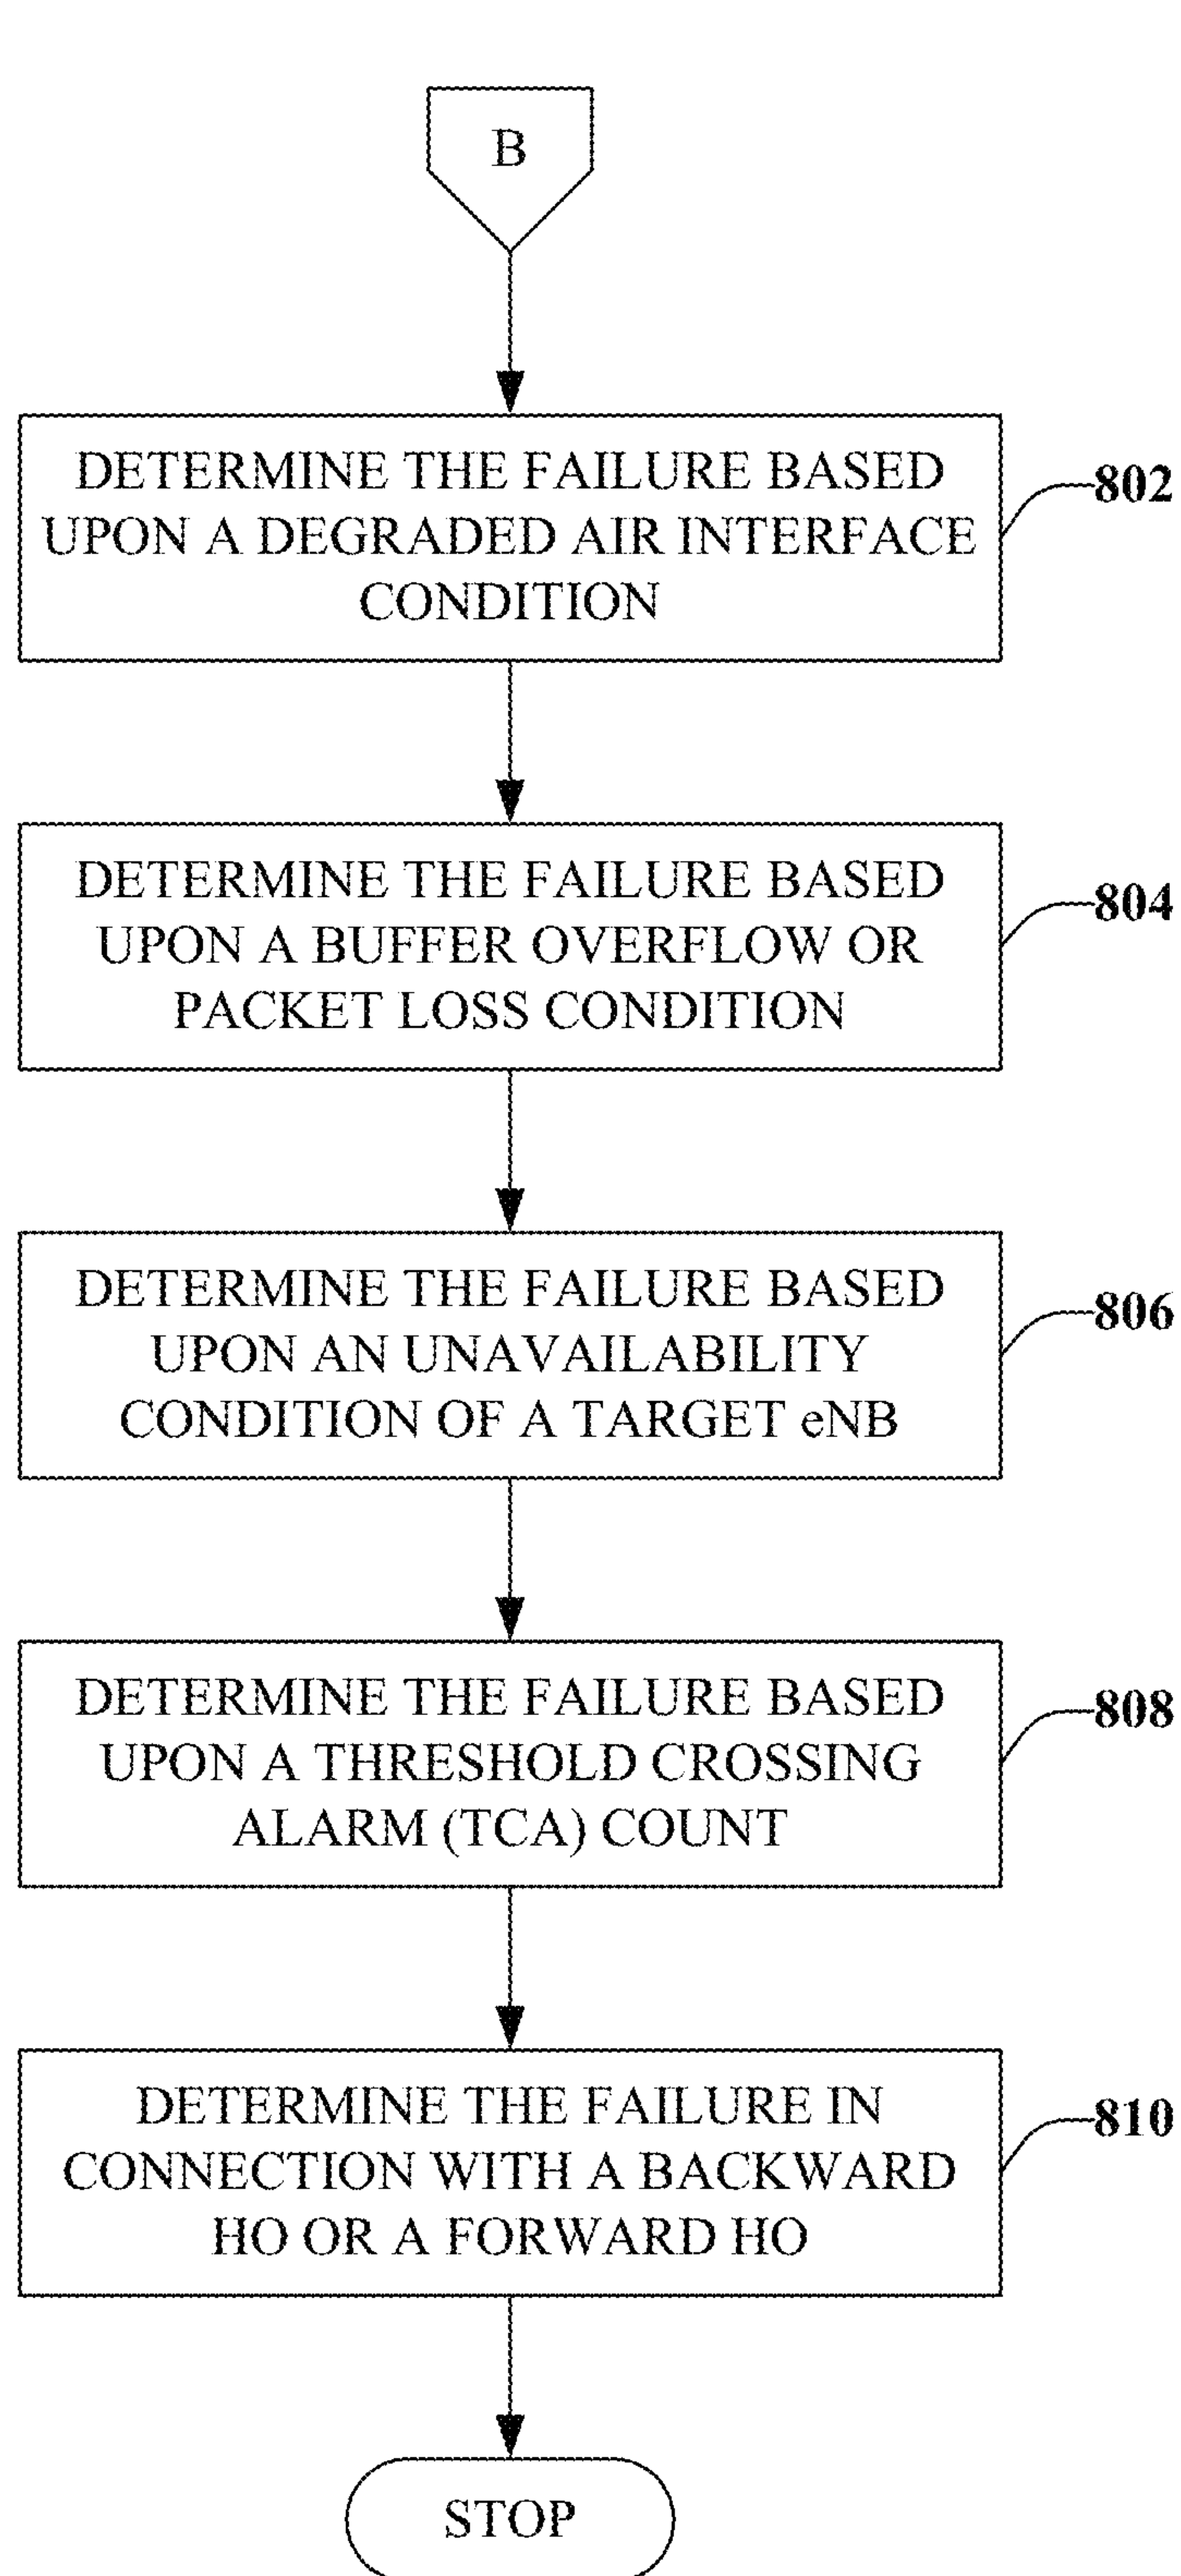 B
DETERMINE THE FAILURE BASED
UPON A DEGRADED AIR INTERFACE
CONDITION
802
DETERMINE THE FAILURE BASED
UPON A BUFFER OVERFLOW OR
PACKET LOSS CONDITION
804
DETERMINE THE FAILURE BASED
UPON AN UNAVAILABILITY
CONDITION OF A TARGET eNB
806
DETERMINE THE FAILURE BASED
UPON A THRESHOLD CROSSING
ALARM (TCA) COUNT
808
DETERMINE THE FAILURE IN
CONNECTION WITH A BACKWARD
HO OR A FORWARD HO
810
STOP